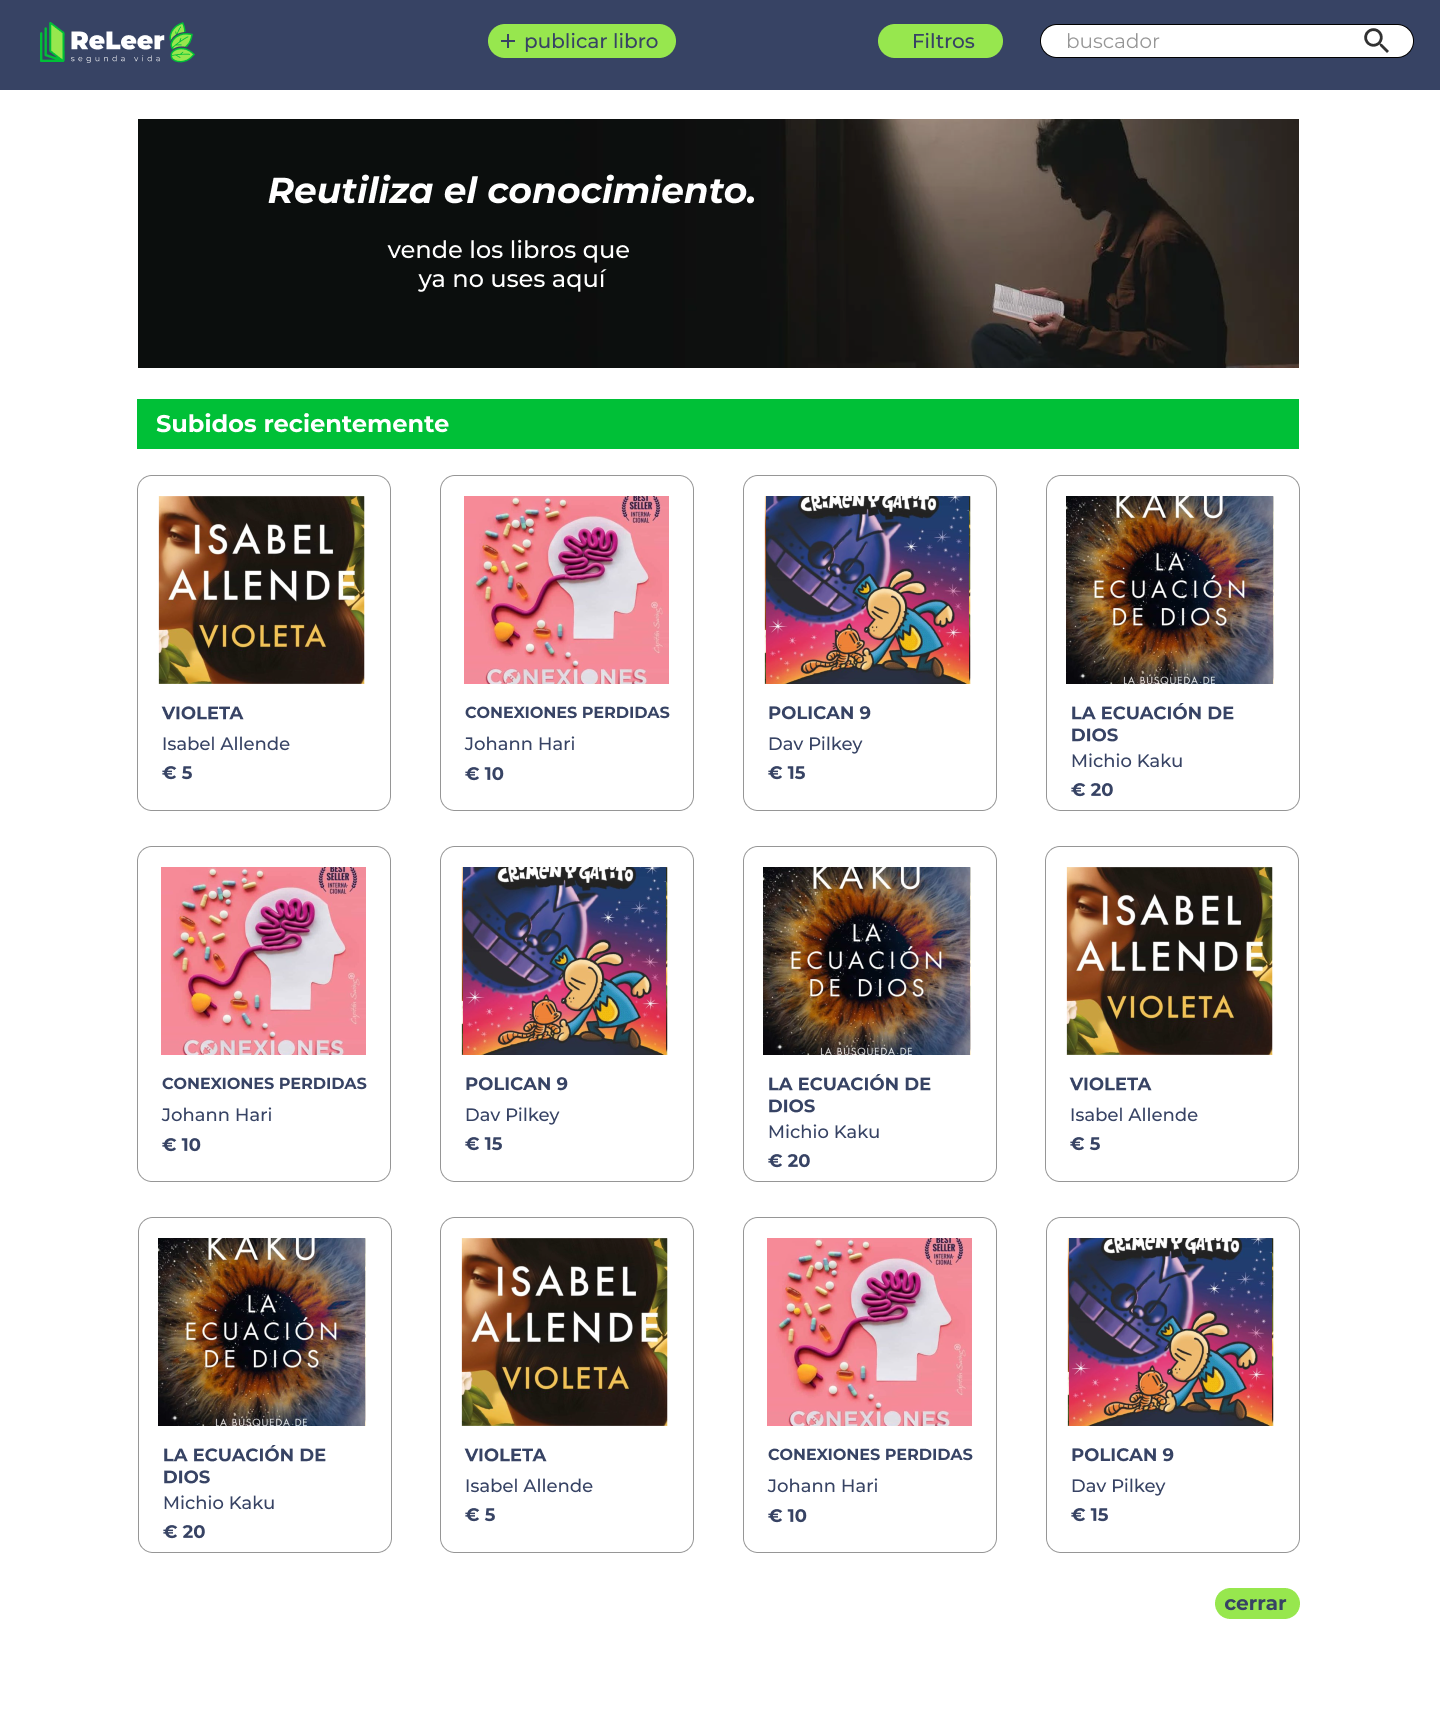 ReLeer
segunda vida
+ publicar libro
Filtros
buscador
Reutiliza el conocimiento.
vende los libros que
ya no uses aquí
Subidos recientemente
ISABEL
ALLENDE
VIOLETA
VIOLETA
Isabel Allende
€ 5
BEST
SELLER
INTERNA-
CIONAL
CONEXIONES
CONEXIONES PERDIDAS
Johann Hari
€ 10
CRIMEN Y GATITO
POLICAN 9
Dav Pilkey
€ 15
KAKU
LA
ECUACIÓN
DE DIOS
LA BÚSQUEDA DE
LA ECUACIÓN DE
DIOS
Michio Kaku
€ 20
BEST
SELLER
INTERNA-
CIONAL
CONEXIONES
CONEXIONES PERDIDAS
Johann Hari
€ 10
CRIMEN Y GATITO
POLICAN 9
Dav Pilkey
€ 15
KAKU
LA
ECUACIÓN
DE DIOS
LA BÚSQUEDA DE
LA ECUACIÓN DE
DIOS
Michio Kaku
€ 20
ISABEL
ALLENDE
VIOLETA
VIOLETA
Isabel Allende
€ 5
KAKU
LA
ECUACIÓN
DE DIOS
LA BÚSQUEDA DE
LA ECUACIÓN DE
DIOS
Michio Kaku
€ 20
ISABEL
ALLENDE
VIOLETA
VIOLETA
Isabel Allende
€ 5
BEST
SELLER
INTERNA-
CIONAL
CONEXIONES
CONEXIONES PERDIDAS
Johann Hari
€ 10
CRIMEN Y GATITO
POLICAN 9
Dav Pilkey
€ 15
cerrar